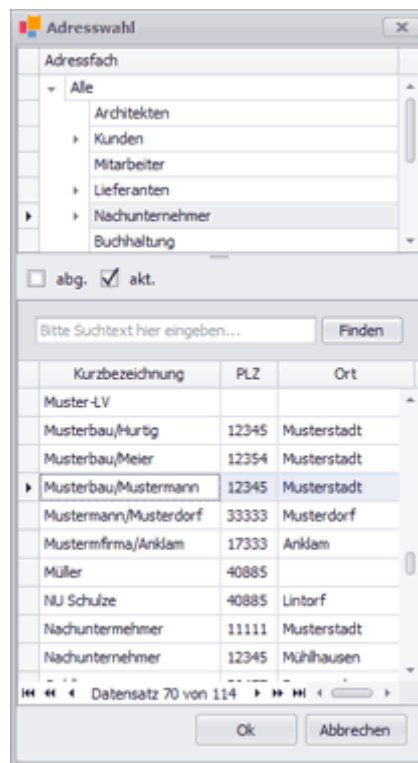 Adresswahl
Adressfach
Alle
Architekten
Kunden
Mitarbeiter
Lieferanten
Nachunternehmer
Buchhaltung
abg. akt.
Bitte Suchtext hier eingeben... Finden
Kurzbezeichnung PLZ Ort
Muster-LV
Musterbau/Hurtig 12345 Musterstadt
Musterbau/Meier 12354 Musterstadt
Musterbau/Mustermann 12345 Musterstadt
Mustermann/Musterdorf 33333 Musterdorf
Mustermfirma/Anklam 17333 Anklam
Müller 40885
NU Schulze 40885 Lintorf
Nachuntermehmer 11111 Musterstadt
Nachunternehmer 12345 Mühlhausen
Datensatz 70 von 114
Ok Abbrechen